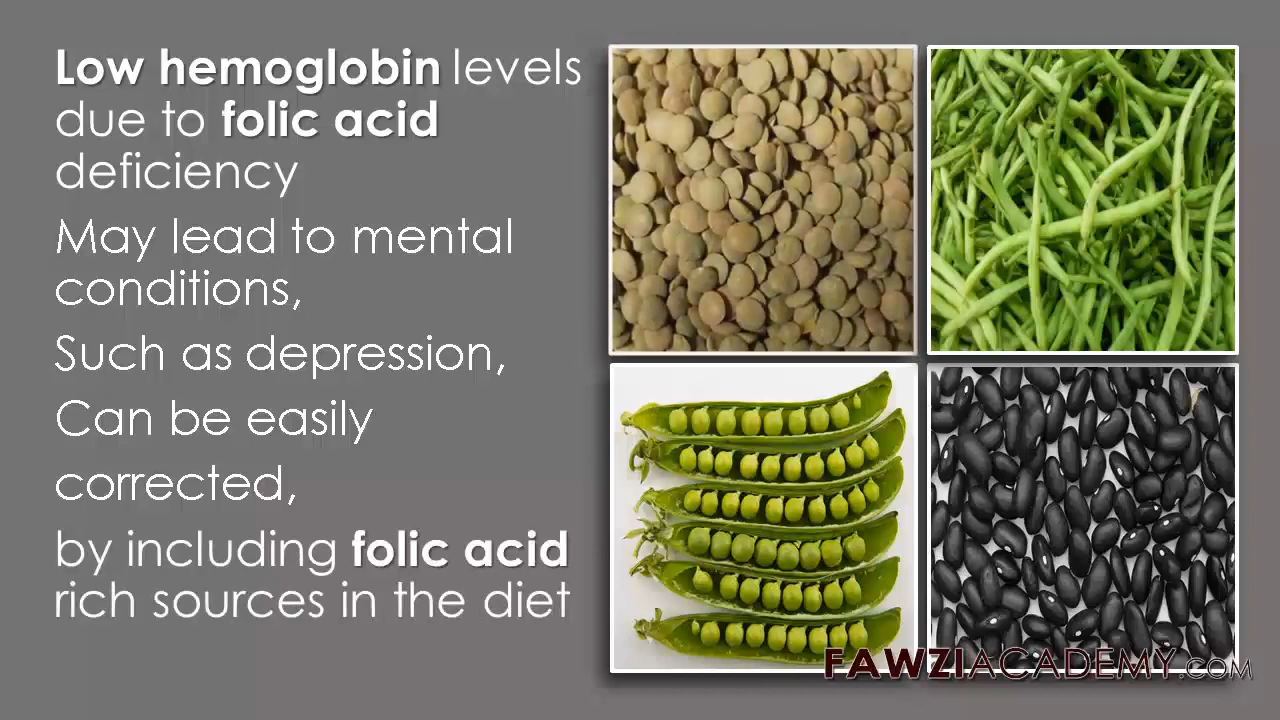 Low hemoglobin levels
due to folic acid
deficiency
May lead to mental
conditions,
Such as depression,
Can be easily
corrected,
by including folic acid
rich sources in the diet
FAWZIACADEMY.COM